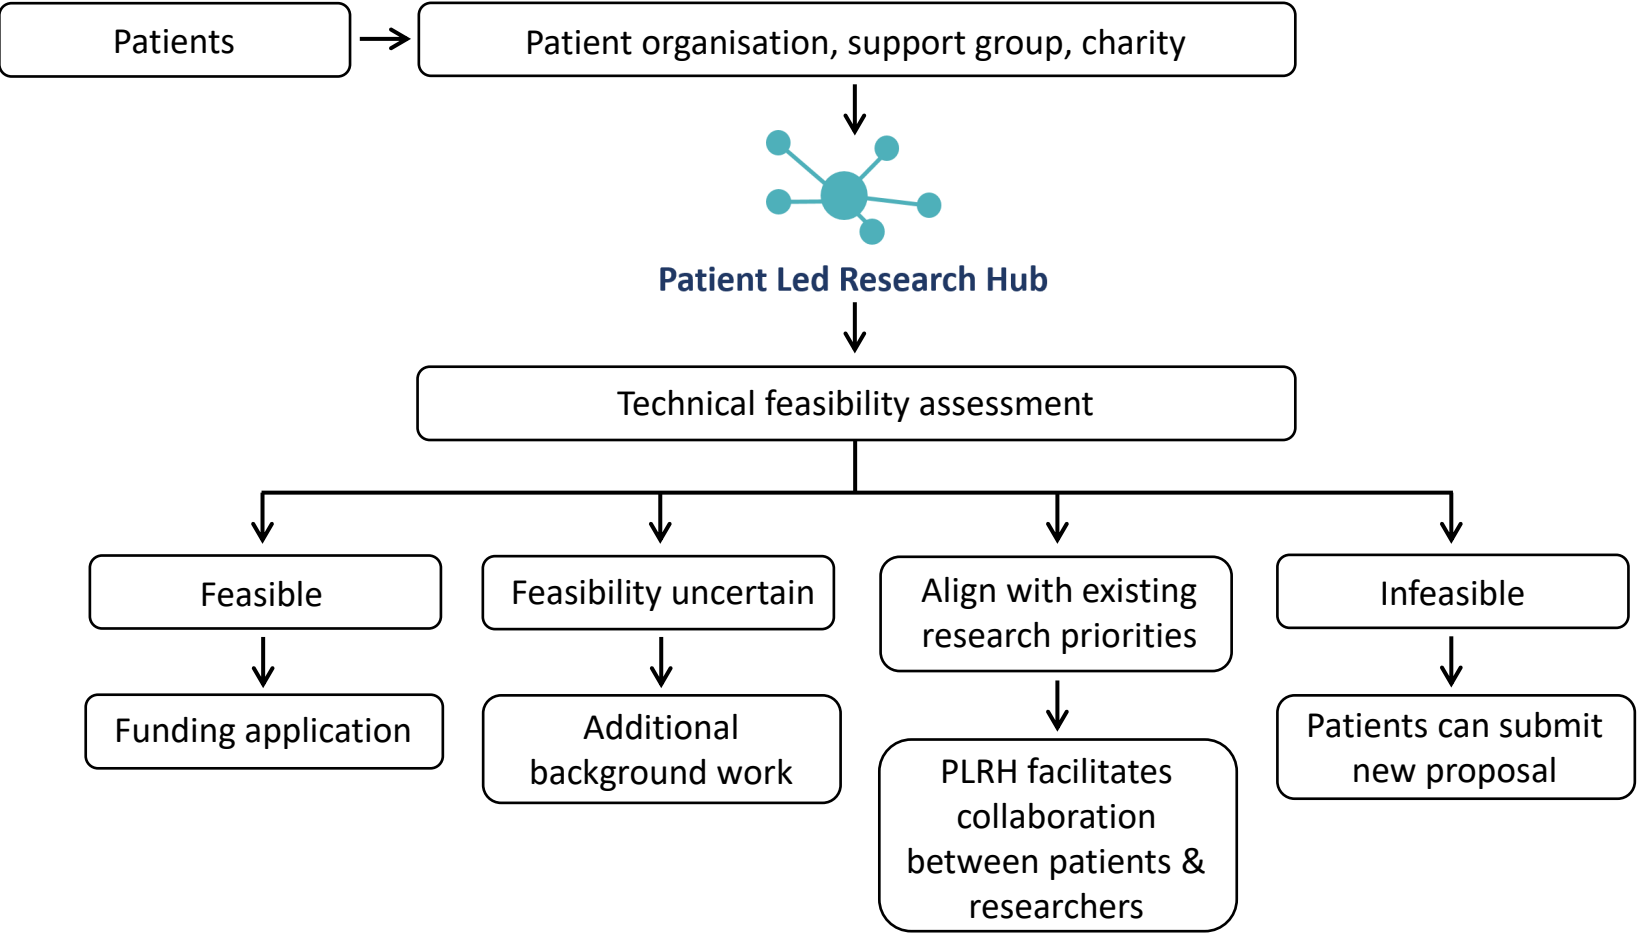 Patients
Patient organisation, support group, charity
Patient Led Research Hub
Technical feasibility assessment
Feasible
Feasibility uncertain
Align with existing
research priorities
Infeasible
Funding application
Additional
background work
PLRH facilitates
collaboration
between patients &
researchers
Patients can submit
new proposal